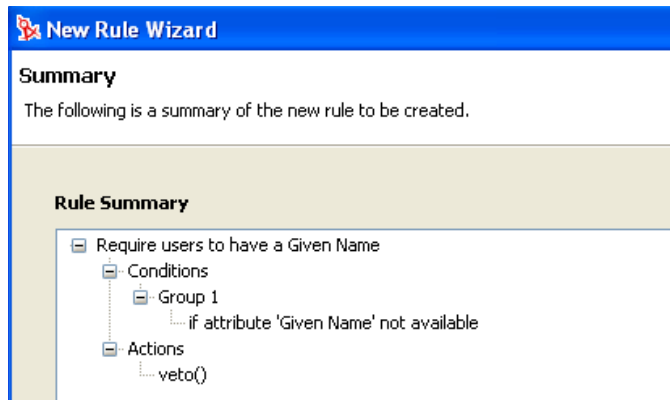 New Rule Wizard
Summary
The following is a summary of the new rule to be created.
Rule Summary
Require users to have a Given Name
Conditions
Group 1
if attribute 'Given Name' not available
Actions
veto()